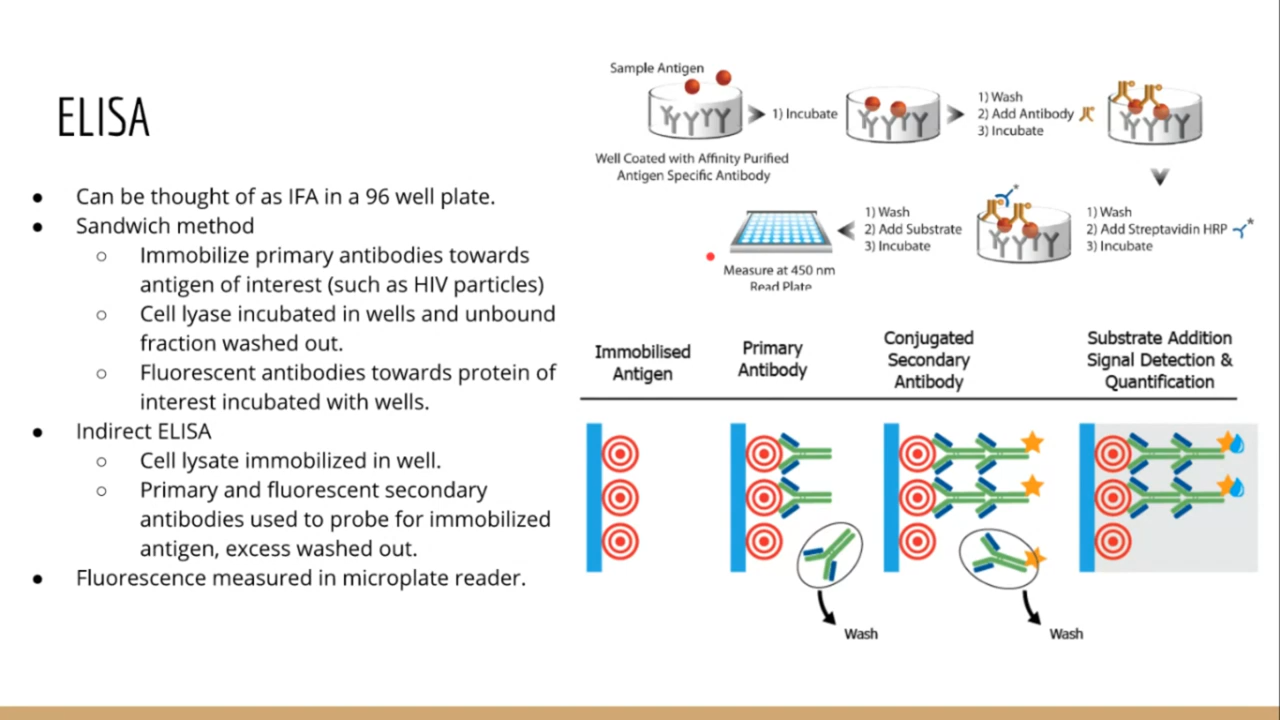 ELISA
● Can be thought of as IFA in a 96 well plate.
● Sandwich method
○ Immobilize primary antibodies towards
antigen of interest (such as HIV particles)
○ Cell lyase incubated in wells and unbound
fraction washed out.
○ Fluorescent antibodies towards protein of
interest incubated with wells.
● Indirect ELISA
○ Cell lysate immobilized in well.
○ Primary and fluorescent secondary
antibodies used to probe for immobilized
antigen, excess washed out.
● Fluorescence measured in microplate reader.
Sample Antigen
1) Incubate
1) Wash
2) Add Antibody
3) Incubate
Well Coated with Affinity Purified
Antigen Specific Antibody
1) Wash
2) Add Streptavidin HRP
3) Incubate
1) Wash
2) Add Substrate
3) Incubate
Measure at 450 nm
Read Plate
Immobilised
Antigen
Primary
Antibody
Conjugated
Secondary
Antibody
Substrate Addition
Signal Detection &
Quantification
Wash
Wash